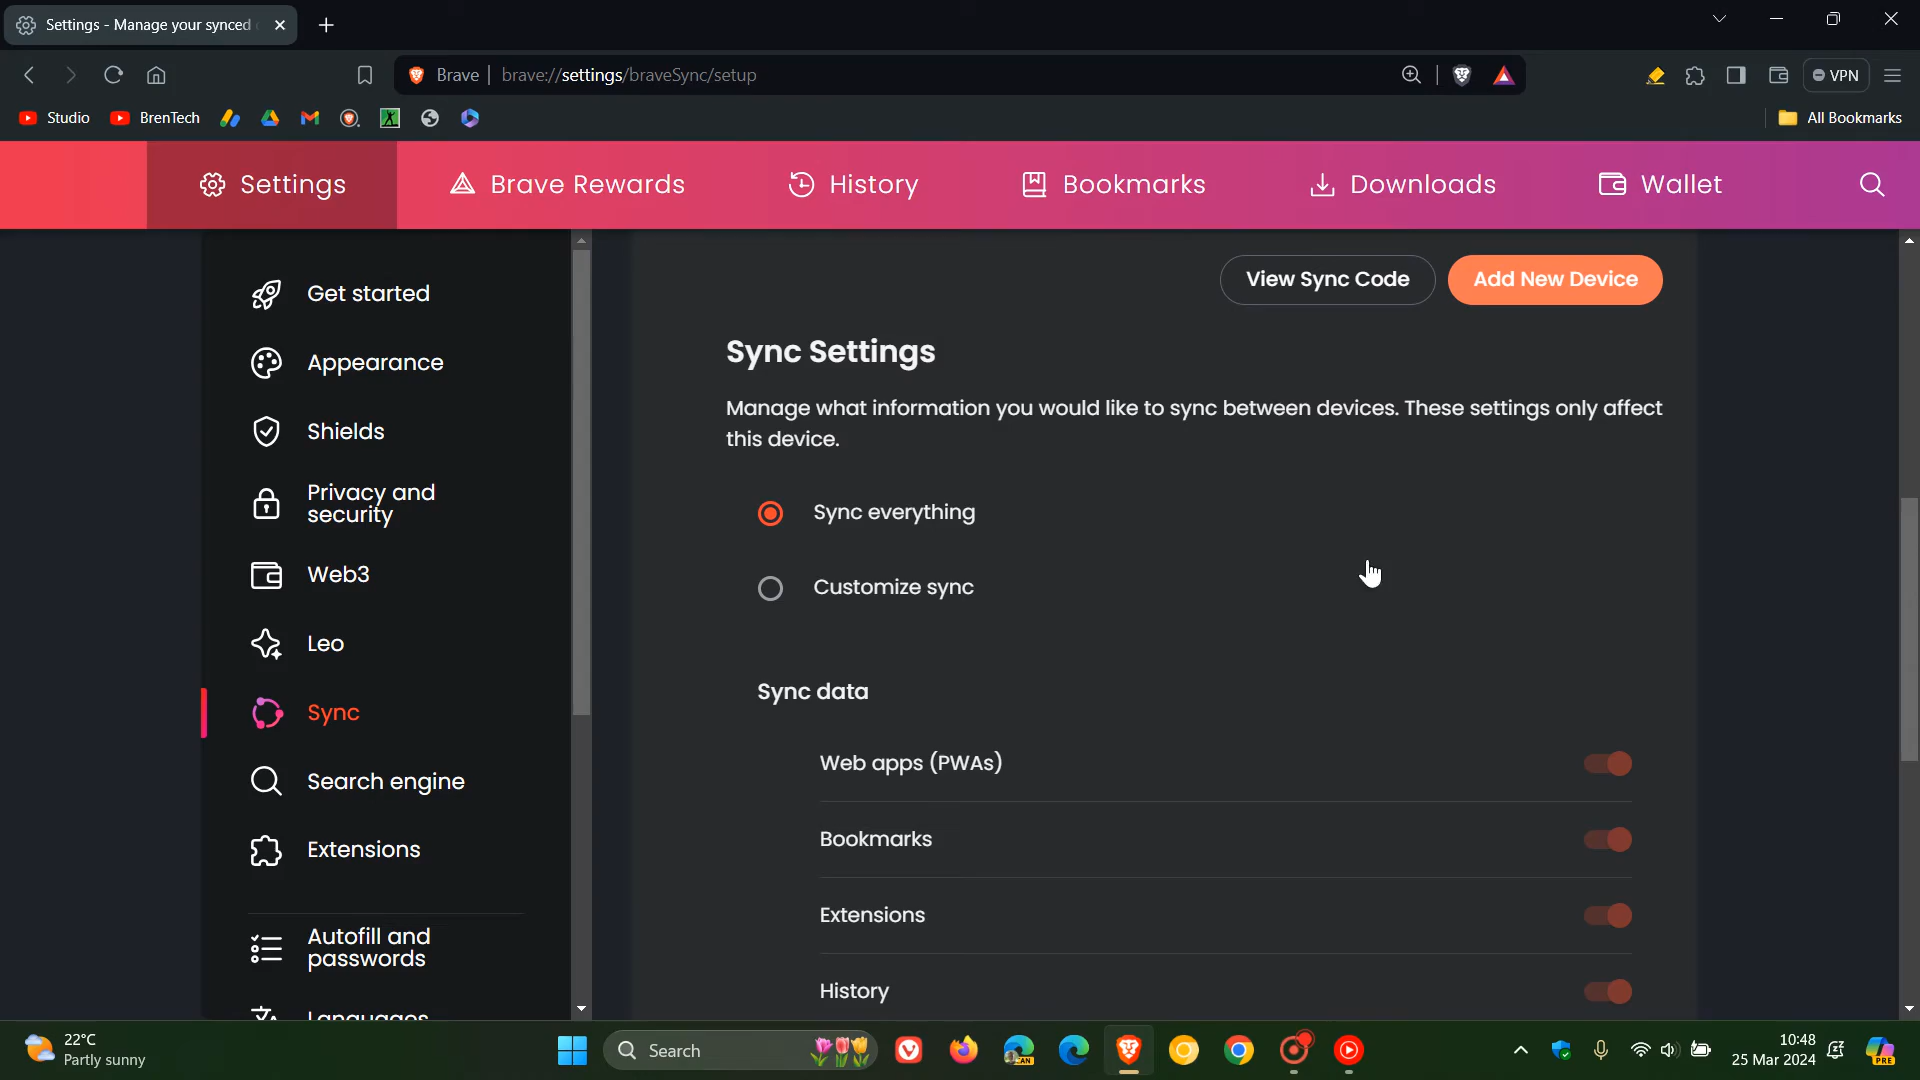 Settings - Manage your synced
Brave
brave://settings/braveSync/setup
VPN
Studio
BrenTech
All Bookmarks
Settings
Brave Rewards
History
Bookmarks
Downloads
Wallet
Get started
Appearance
Shields
Privacy and
security
Web3
Leo
Sync
Search engine
Extensions
Autofill and
passwords
Languages
View Sync Code
Add New Device
Sync Settings
Manage what information you would like to sync between devices. These settings only affect
this device.
Sync everything
Customize sync
Sync data
Web apps (PWAs)
Bookmarks
Extensions
History
22°C
Partly sunny
Search
10:48
25 Mar 2024
PRE